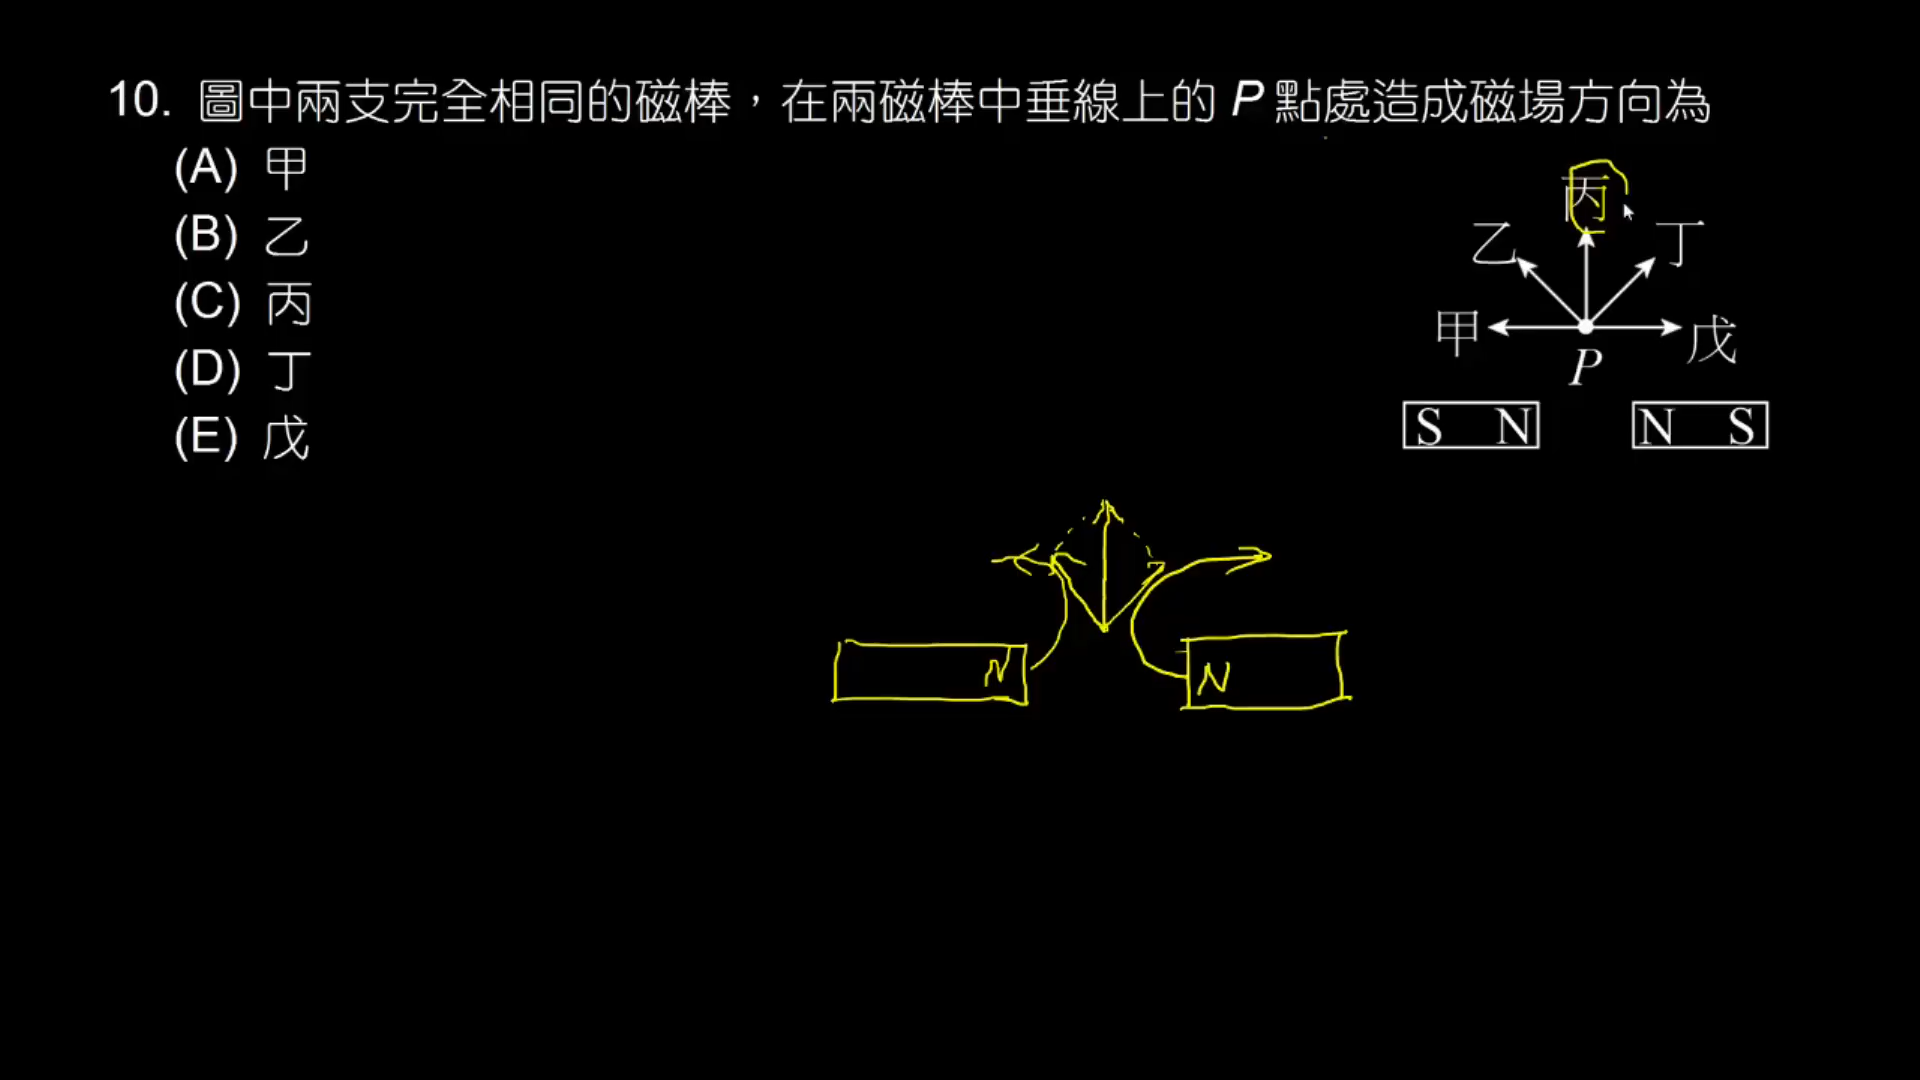 10. 圖中兩支完全相同的磁棒，在兩磁棒中垂線上的 P 點處造成磁場方向為
(A) 甲
(B) 乙
(C) 丙
(D) 丁
(E) 戊
丙
乙 丁
甲 戊
P
S N N S
N N